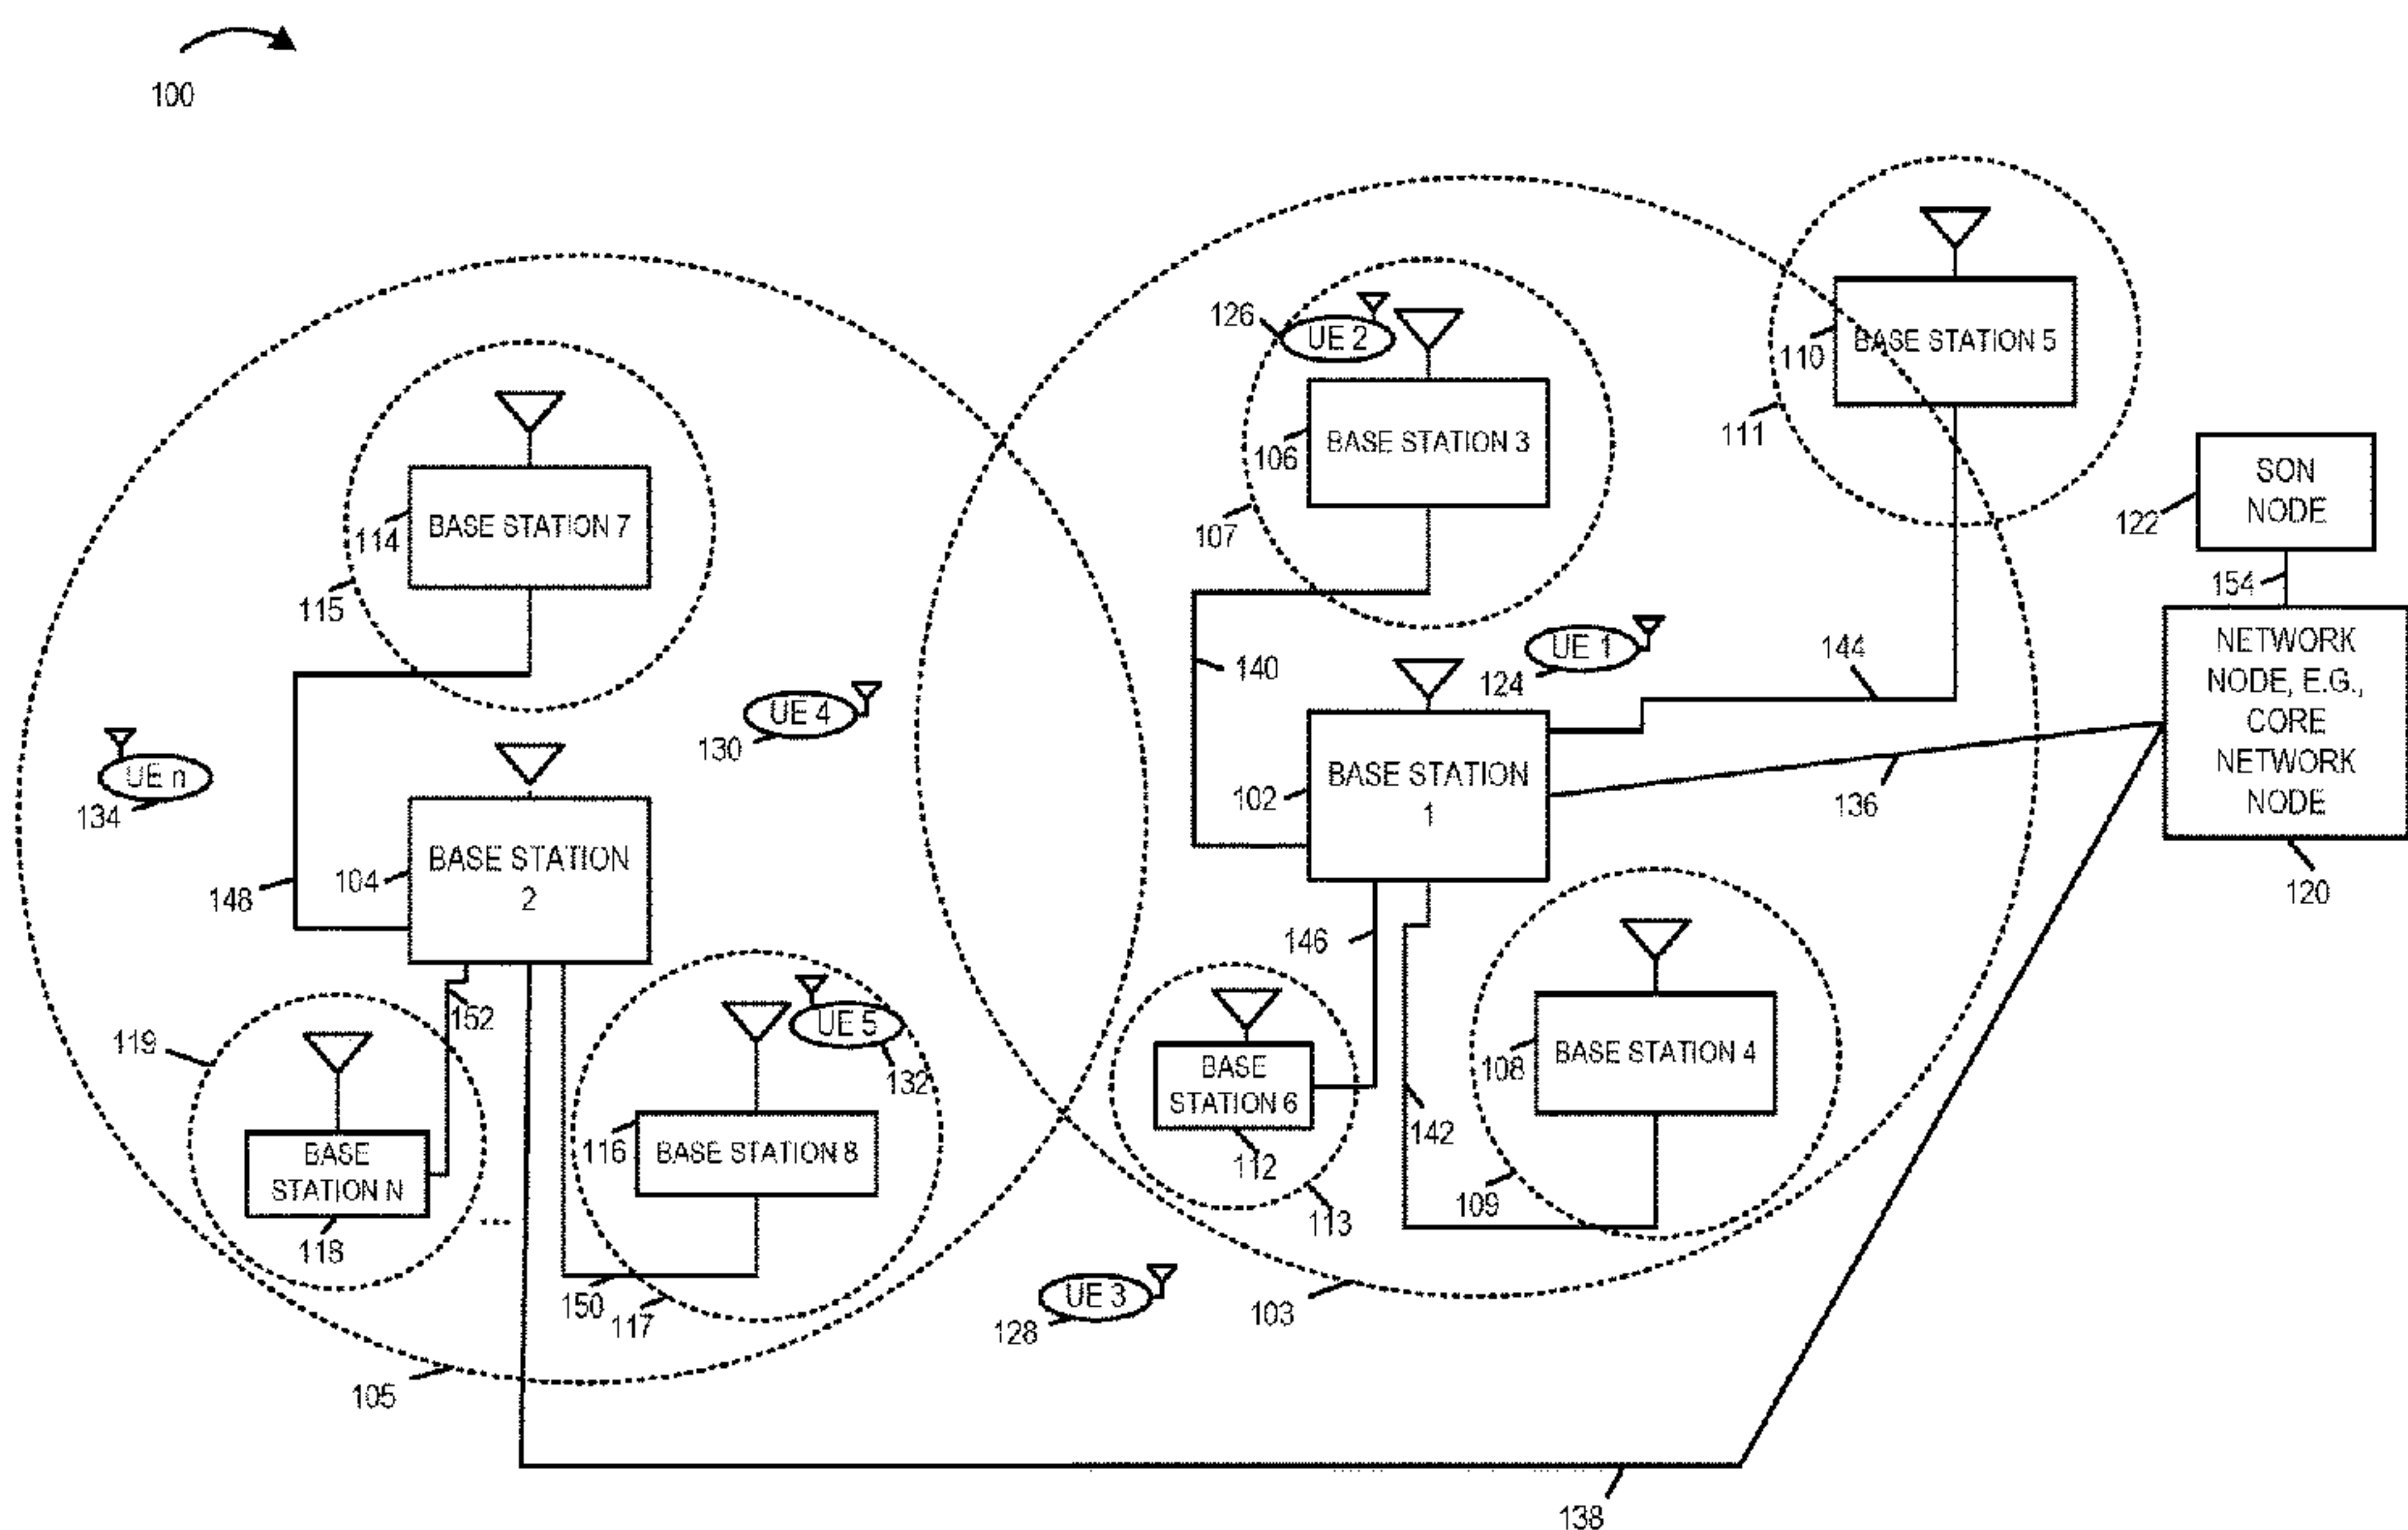 100
126
UE 2
BASE STATION 3
106
107
BASE STATION 5
110
111
SON
NODE
122
154
NETWORK
NODE, E.G.,
CORE
NETWORK
NODE
120
BASE STATION 7
114
115
UE 1
124
140
144
UE 4
130
UE n
134
BASE STATION
1
102
136
BASE STATION
2
104
148
146
142
152
119
BASE
STATION N
118
...
UE 5
132
BASE STATION 8
116
150
117
BASE
STATION 6
112
113
BASE STATION 4
108
109
UE 3
128
103
105
138